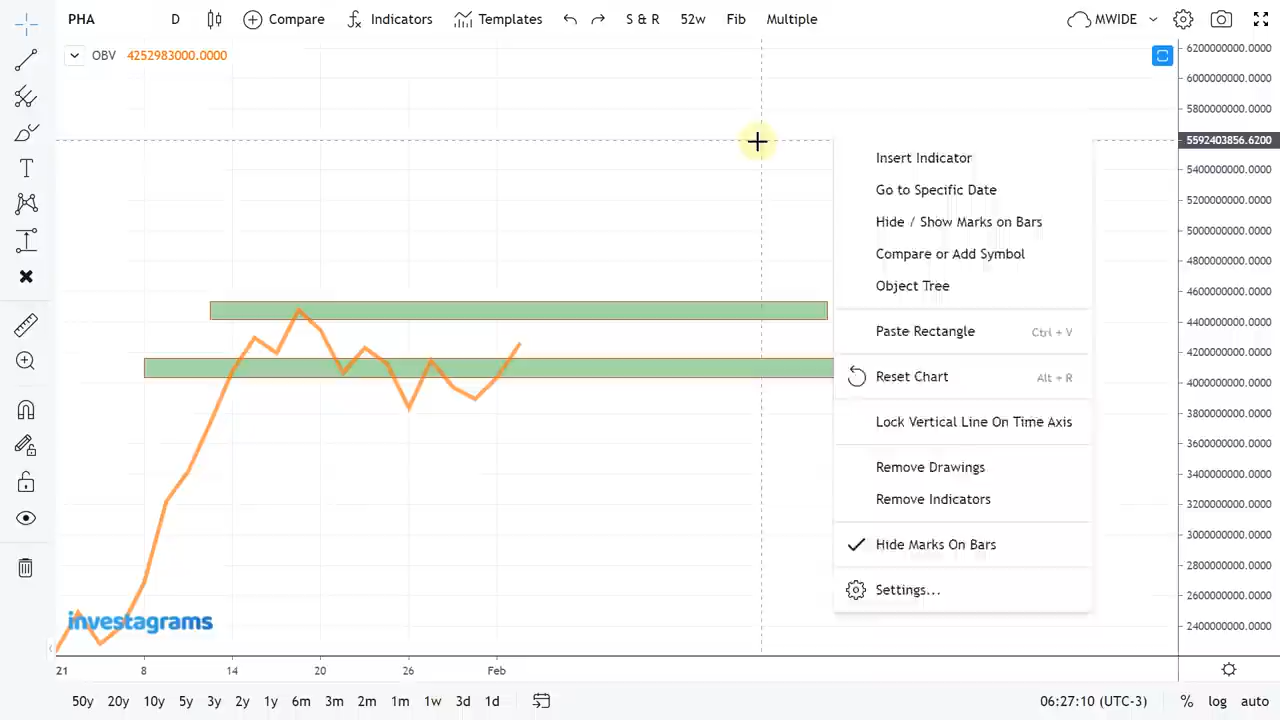 PHA D Compare Indicators Templates S & R 52w Fib Multiple MWIDE
OBV 4252983000.0000
6200000000.0000
6000000000.0000
5800000000.0000
5592403856.6200
5400000000.0000
5200000000.0000
5000000000.0000
4800000000.0000
4600000000.0000
4400000000.0000
4200000000.0000
4000000000.0000
3800000000.0000
3600000000.0000
3400000000.0000
3200000000.0000
3000000000.0000
2800000000.0000
2600000000.0000
2400000000.0000
Insert Indicator
Go to Specific Date
Hide / Show Marks on Bars
Compare or Add Symbol
Object Tree
Paste Rectangle Ctrl + V
Reset Chart Alt + R
Lock Vertical Line On Time Axis
Remove Drawings
Remove Indicators
Hide Marks On Bars
Settings...
investagrams
21 8 14 20 26 Feb
50y 20y 10y 5y 3y 2y 1y 6m 3m 2m 1m 1w 3d 1d 06:27:10 (UTC-3) % log auto